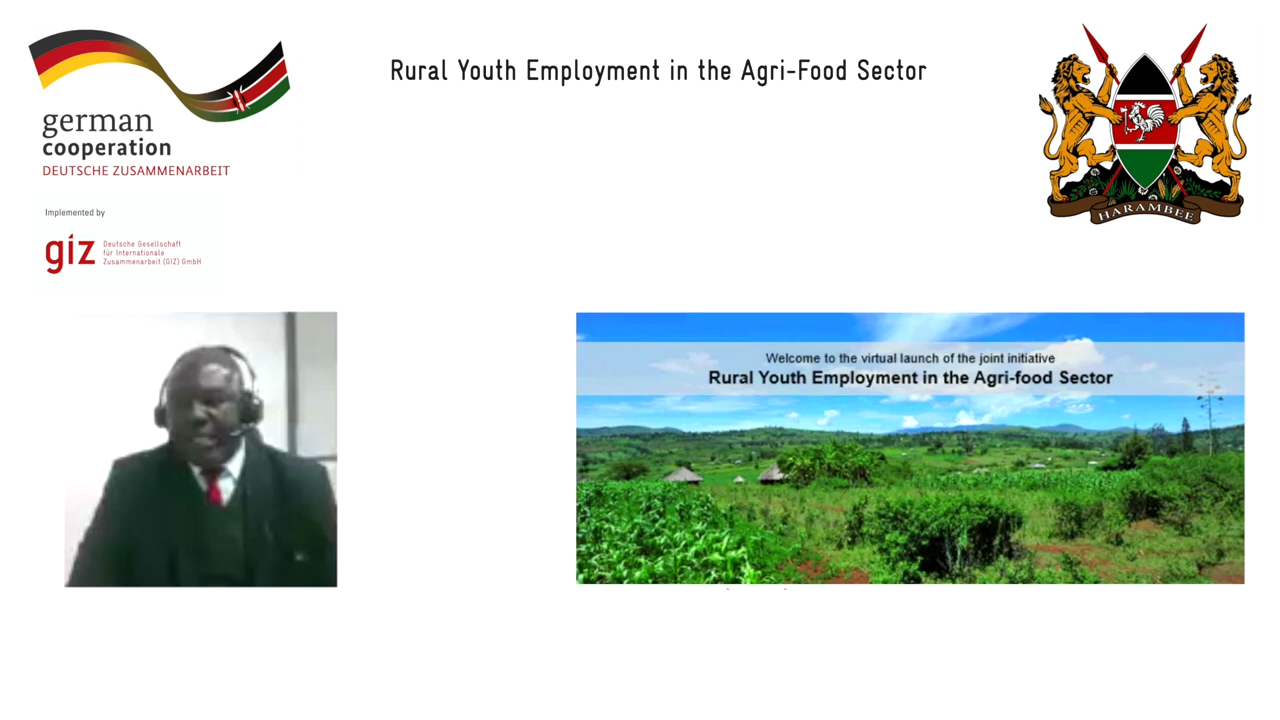 Rural Youth Employment in the Agri-Food Sector
german
cooperation
DEUTSCHE ZUSAMMENARBEIT
Implemented by
giz
Deutsche Gesellschaft
für Internationale
Zusammenarbeit (GIZ) GmbH
HARAMBEE
Welcome to the virtual launch of the joint initiative
Rural Youth Employment in the Agri-food Sector